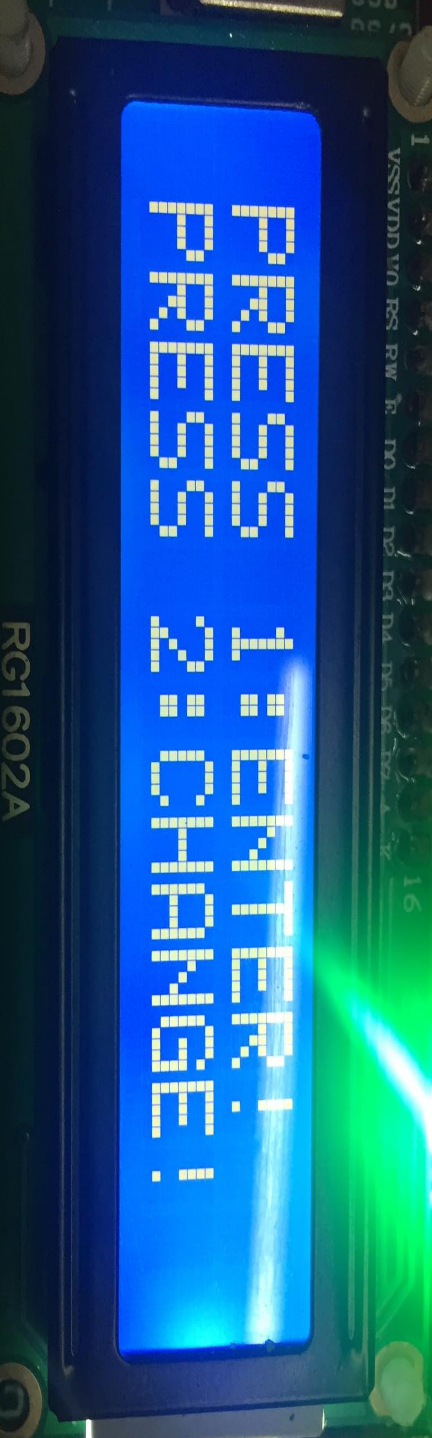 PRESS 1:ENTER!
PRESS 2:CHANGE!
1
VSS VDD VO RS RW E D0 D1 D2 D3 D4 D5 D6 D7 A K
16
RG1602A